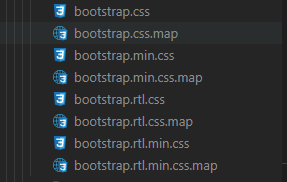 bootstrap.css
bootstrap.css.map
bootstrap.min.css
bootstrap.min.css.map
bootstrap.rtl.css
bootstrap.rtl.css.map
bootstrap.rtl.min.css
bootstrap.rtl.min.css.map